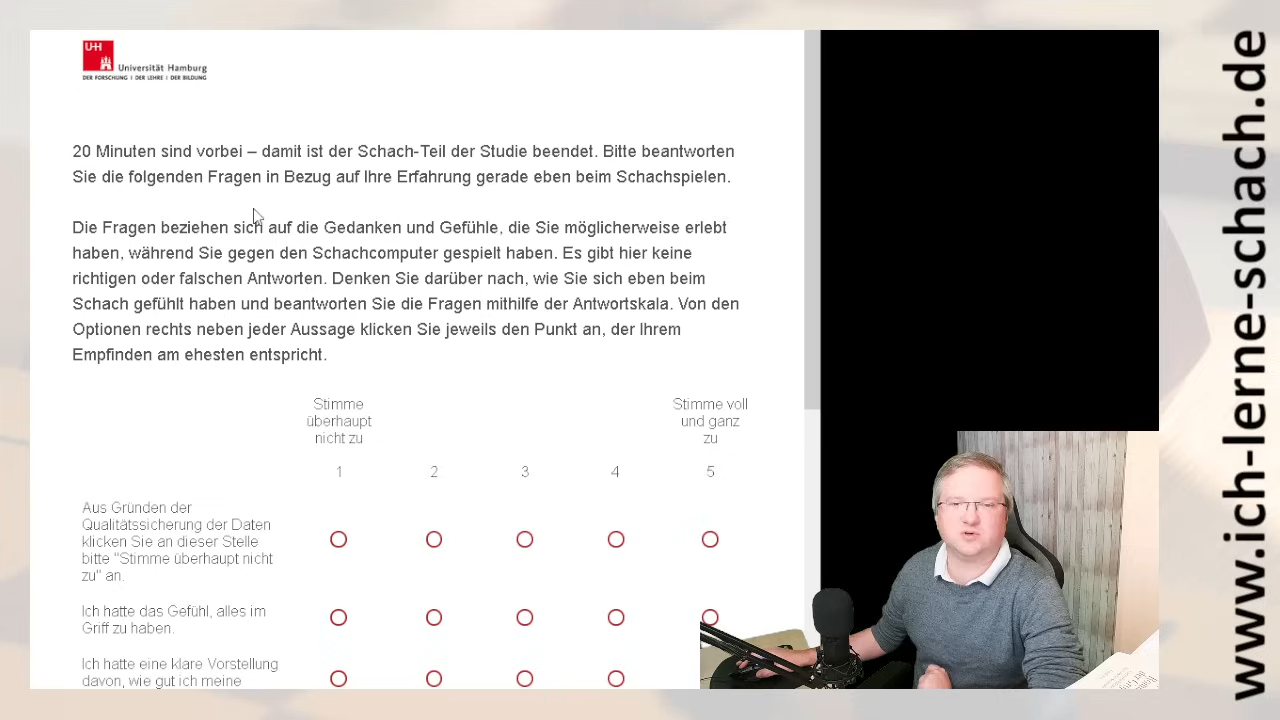 UH
Universität Hamburg
DER FORSCHUNG | DER LEHRE | DER BILDUNG
20 Minuten sind vorbei – damit ist der Schach-Teil der Studie beendet. Bitte beantworten
Sie die folgenden Fragen in Bezug auf Ihre Erfahrung gerade eben beim Schachspielen.
Die Fragen beziehen sich auf die Gedanken und Gefühle, die Sie möglicherweise erlebt
haben, während Sie gegen den Schachcomputer gespielt haben. Es gibt hier keine
richtigen oder falschen Antworten. Denken Sie darüber nach, wie Sie sich eben beim
Schach gefühlt haben und beantworten Sie die Fragen mithilfe der Antwortskala. Von den
Optionen rechts neben jeder Aussage klicken Sie jeweils den Punkt an, der Ihrem
Empfinden am ehesten entspricht.
Stimme
überhaupt
nicht zu
Stimme voll
und ganz
zu
1 2 3 4 5
Aus Gründen der
Qualitätssicherung der Daten
klicken Sie an dieser Stelle
bitte "Stimme überhaupt nicht
zu" an.
Ich hatte das Gefühl, alles im
Griff zu haben.
Ich hatte eine klare Vorstellung
davon, wie gut ich meine
www.ich-lerne-schach.de